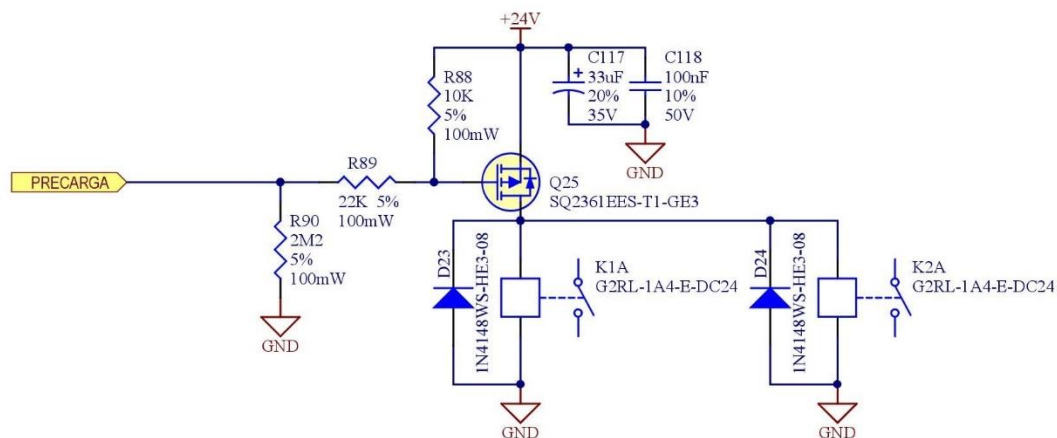 +24V
R88
10K
5%
100mW
C117
33uF
20%
35V
C118
100nF
10%
50V
GND
PRECARGA
R89
22K 5%
100mW
Q25
SQ2361EES-T1-GE3
R90
2M2
5%
100mW
GND
D23
1N4148WS-HE3-08
K1A
G2RL-1A4-E-DC24
D24
1N4148WS-HE3-08
K2A
G2RL-1A4-E-DC24
GND
GND